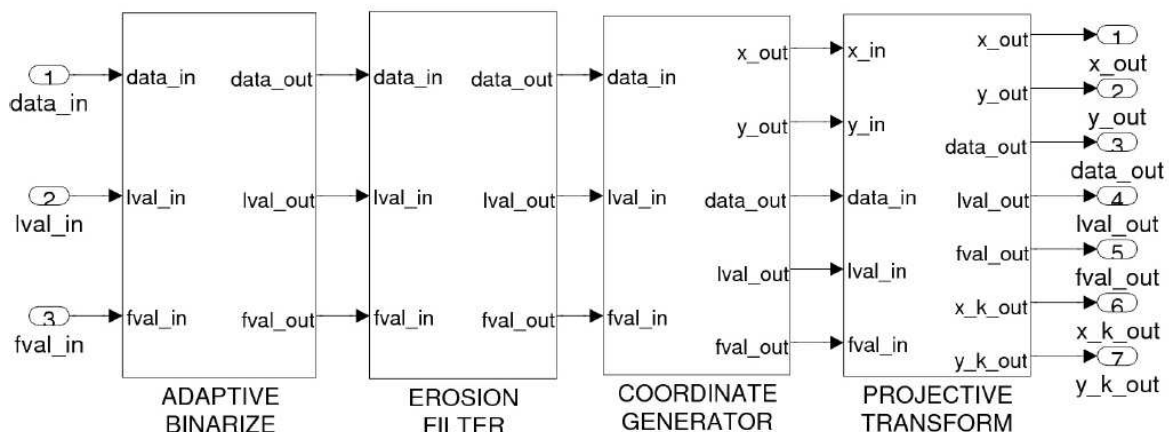 1
data_in
2
lval_in
3
fval_in
data_in data_out
lval_in lval_out
fval_in fval_out
ADAPTIVE
BINARIZE
data_in data_out
lval_in lval_out
fval_in fval_out
EROSION
FILTER
data_in
lval_in
fval_in
x_out
y_out
data_out
lval_out
fval_out
COORDINATE
GENERATOR
x_in
y_in
data_in
lval_in
fval_in
x_out
y_out
data_out
lval_out
fval_out
x_k_out
y_k_out
PROJECTIVE
TRANSFORM
1
x_out
2
y_out
3
data_out
4
lval_out
5
fval_out
6
x_k_out
7
y_k_out